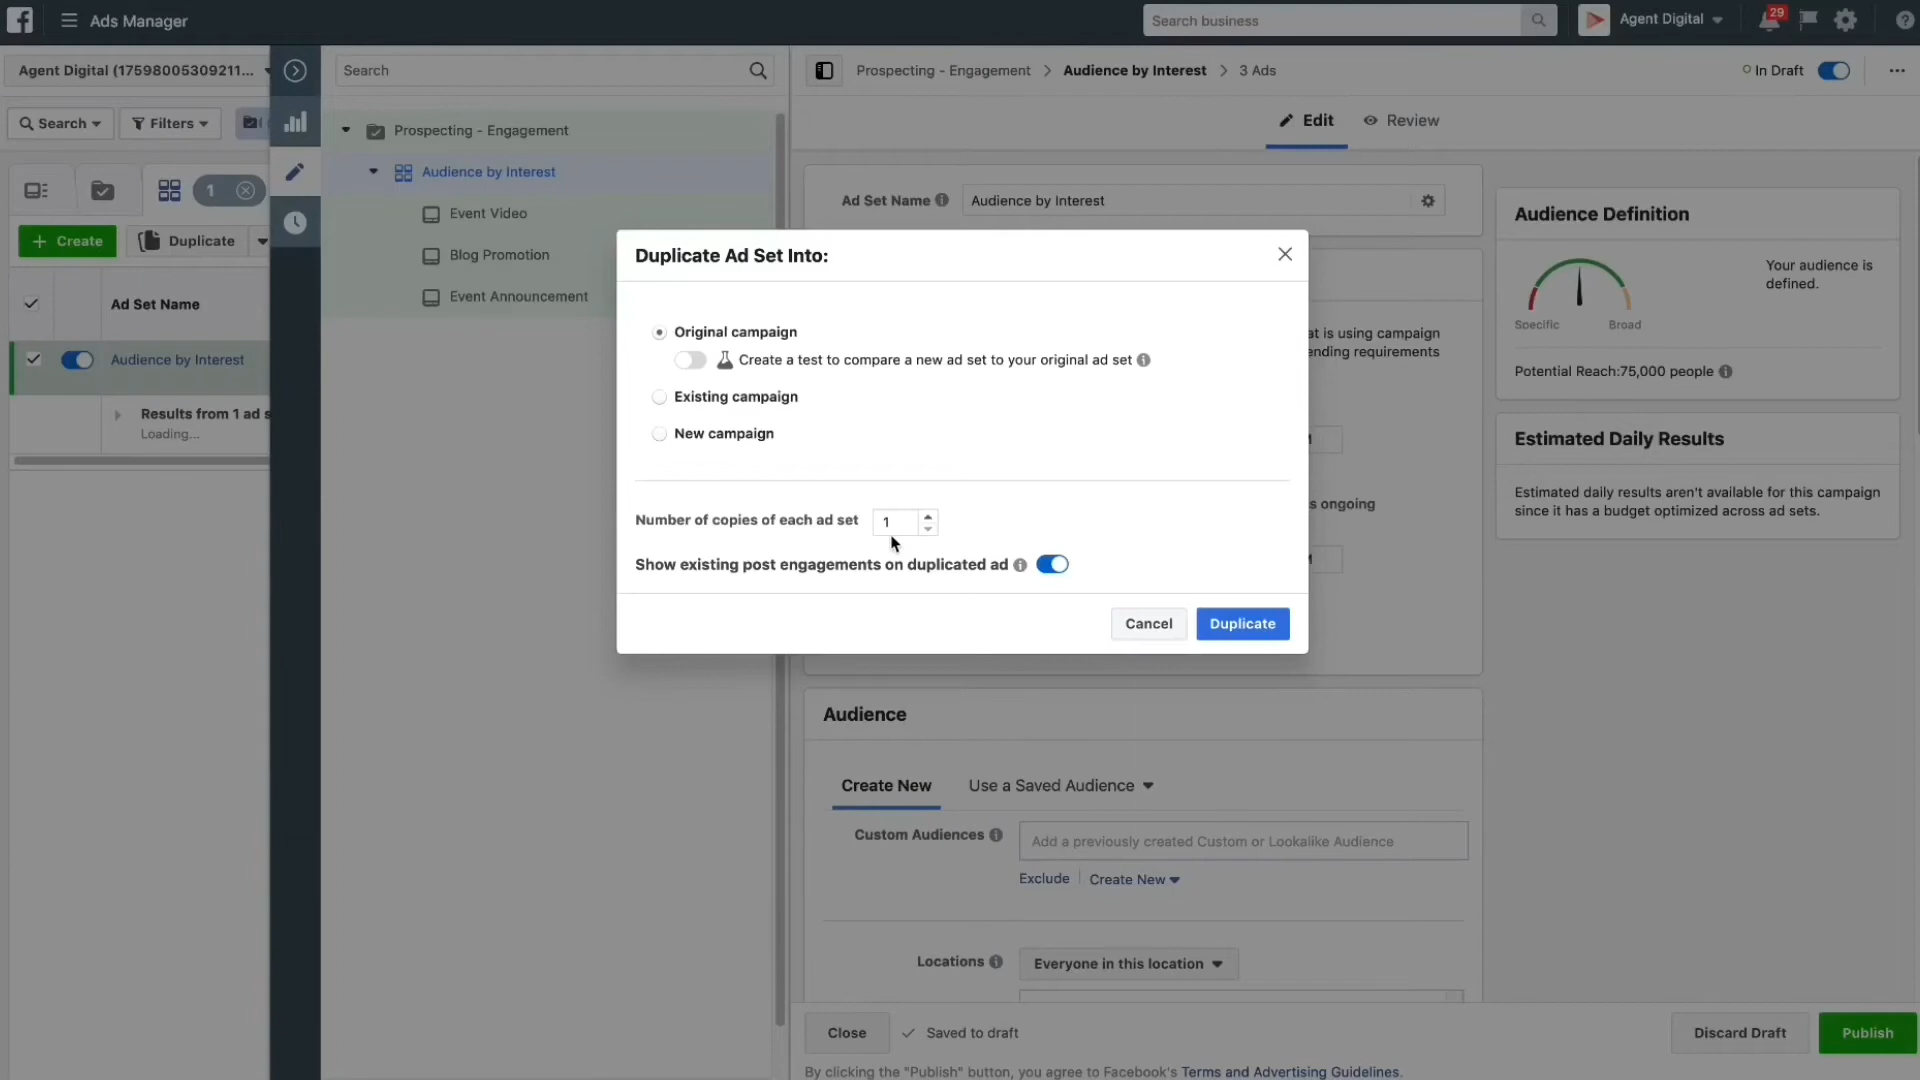 Ads Manager
Search business
Agent Digital
29
Agent Digital (17598005309211...
Search
Prospecting - Engagement
Audience by Interest
3 Ads
In Draft
Search
Filters
Prospecting - Engagement
Edit
Review
Audience by Interest
1
Event Video
Blog Promotion
Event Announcement
Create
Duplicate
Ad Set Name
Audience by Interest
Results from 1 ad s
Loading...
Ad Set Name
Audience by Interest
Duplicate Ad Set Into:
Original campaign
Create a test to compare a new ad set to your original ad set
Existing campaign
New campaign
Number of copies of each ad set
1
Show existing post engagements on duplicated ad
Cancel
Duplicate
at is using campaign
ending requirements
s ongoing
Audience Definition
Your audience is
defined.
Specific
Broad
Potential Reach:75,000 people
Estimated Daily Results
Estimated daily results aren't available for this campaign
since it has a budget optimized across ad sets.
Audience
Create New
Use a Saved Audience
Custom Audiences
Add a previously created Custom or Lookalike Audience
Exclude
Create New
Locations
Everyone in this location
Close
Saved to draft
Discard Draft
Publish
By clicking the "Publish" button, you agree to Facebook's Terms and Advertising Guidelines.